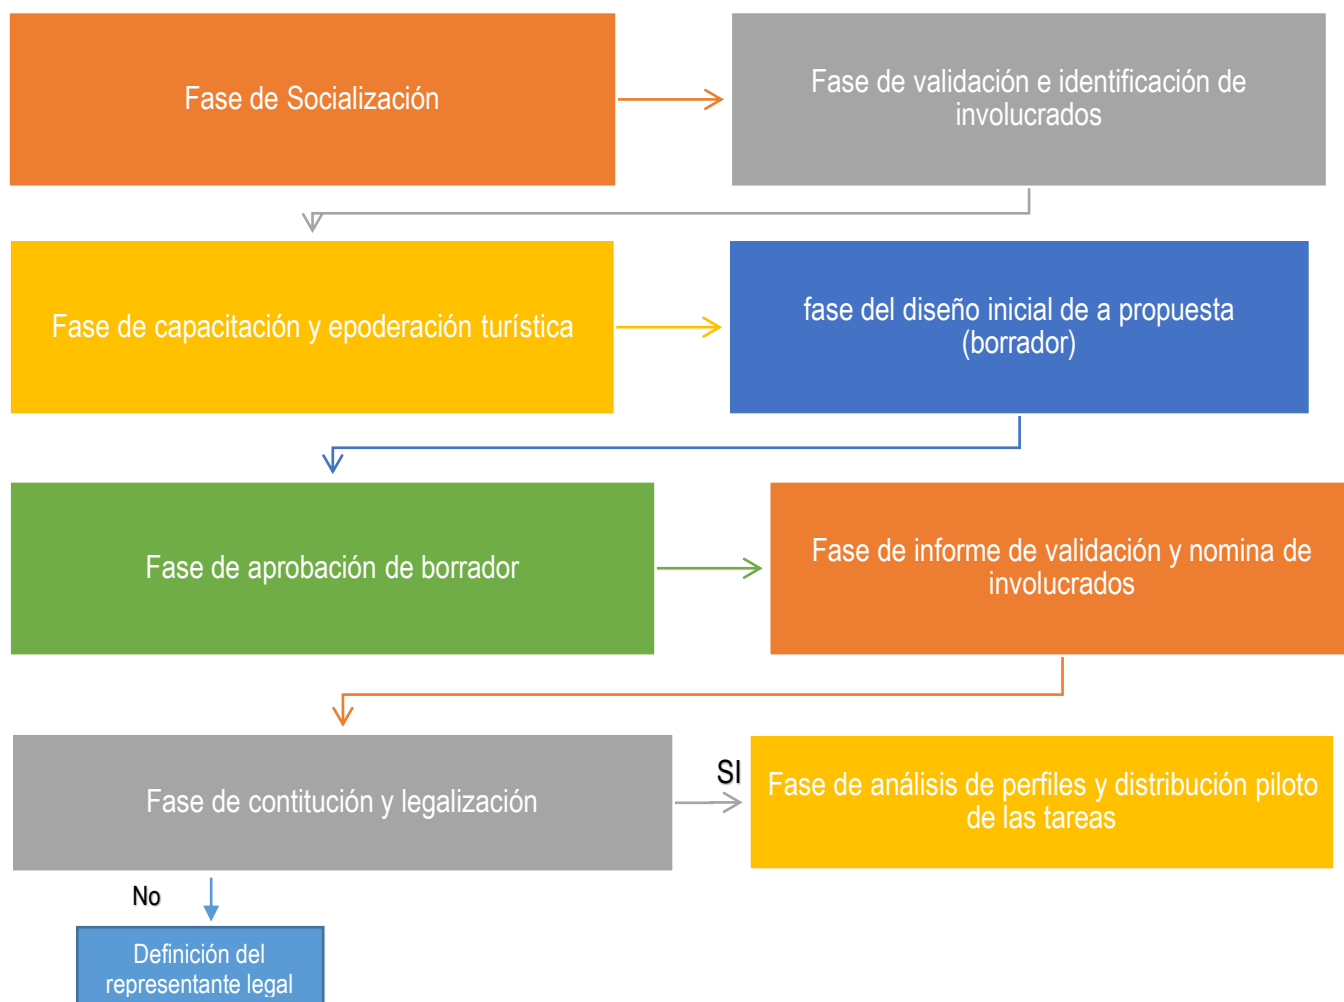 Fase de Socialización
Fase de validación e identificación de
involucrados
Fase de capacitación y epoderación turística
fase del diseño inicial de a propuesta
(borrador)
Fase de aprobación de borrador
Fase de informe de validación y nomina de
involucrados
Fase de contitución y legalización
SI
Fase de análisis de perfiles y distribución piloto
de las tareas
No
Definición del
representante legal